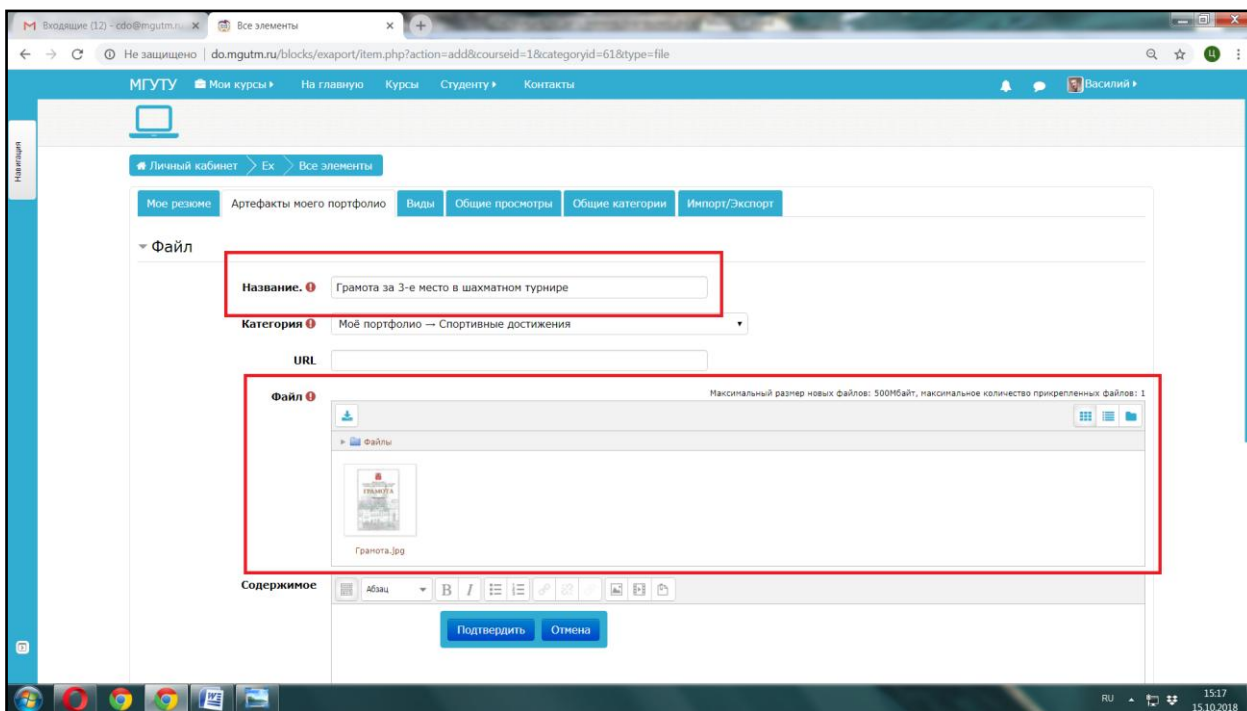 Входящие (12) - cdo@mgutm.ru
Все элементы
Не защищено | do.mgutm.ru/blocks/exaport/item.php?action=add&courseid=1&categoryid=61&type=file
Ц
МГУТУ Мои курсы На главную Курсы Студенту Контакты Василий
Навигация
Личный кабинет Ex Все элементы
Мое резюме Артефакты моего портфолио Виды Общие просмотры Общие категории Импорт/Экспорт
Файл
Название. Грамота за 3-е место в шахматном турнире
Категория Моё портфолио → Спортивные достижения
URL
Файл Максимальный размер новых файлов: 500Мбайт, максимальное количество прикрепленных файлов: 1
Файлы
ГРАМОТА
Грамота.jpg
Содержимое Абзац B I
Подтвердить Отмена
RU 15:17
15.10.2018